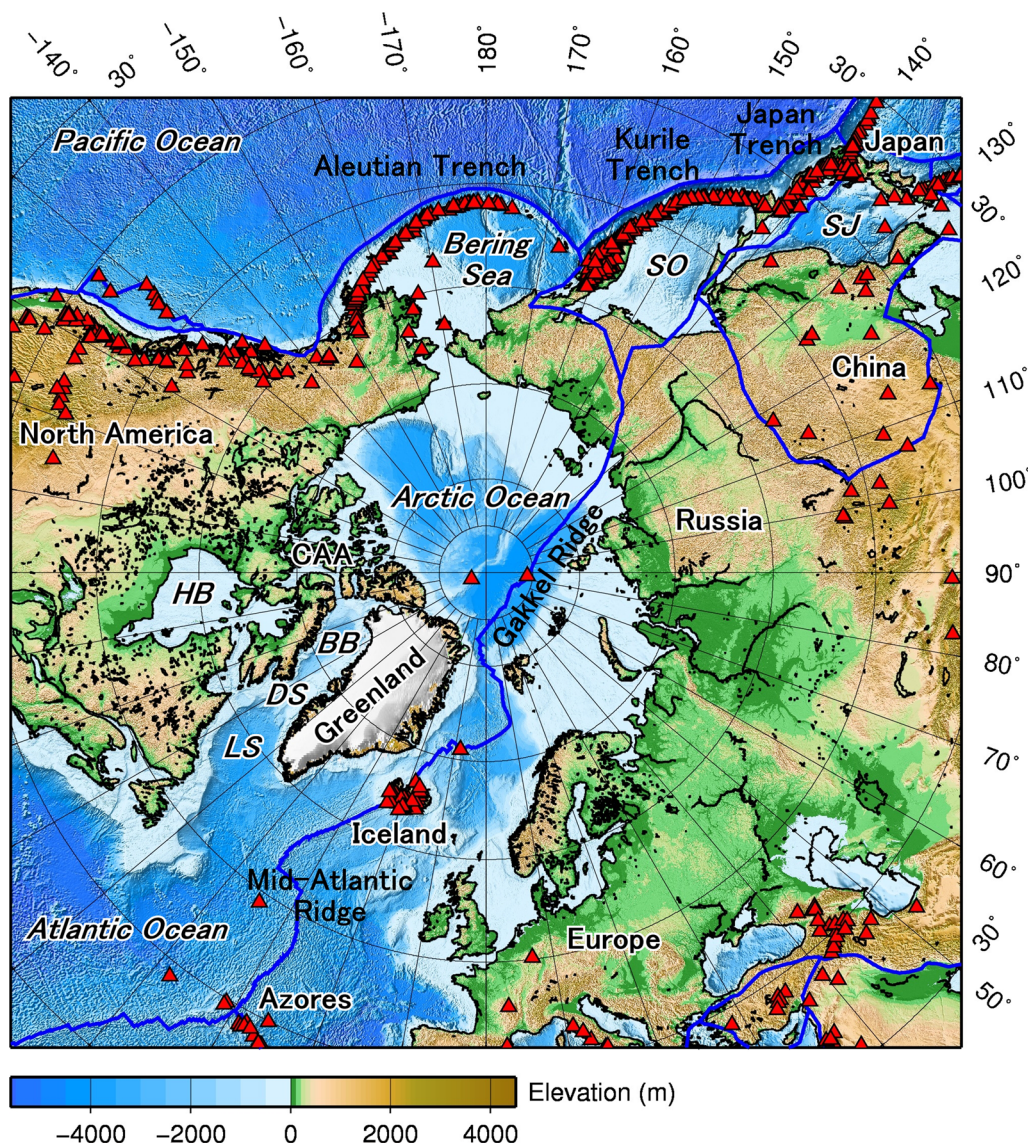 −140°
30°
−150°
−160°
−170°
180°
170°
160°
150°
30°
140°
Pacific Ocean
Aleutian Trench
Kurile
Trench
Japan
Trench
Japan
130°
30°
Bering
Sea
SO
SJ
120°
China
110°
North America
Arctic Ocean
Russia
100°
CAA
Gakkel Ridge
90°
HB
BB
80°
DS
Greenland
LS
70°
Iceland
60°
Mid-Atlantic
Ridge
Atlantic Ocean
Europe
30°
Azores
50°
Elevation (m)
−4000
−2000
0
2000
4000